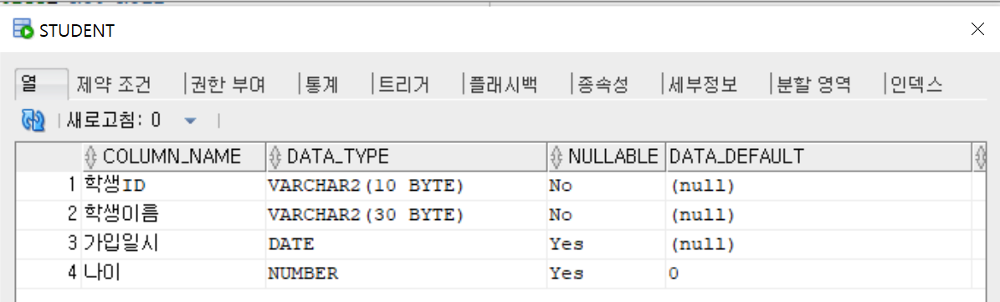 STUDENT
열 제약 조건 |권한 부여 |통계 |트리거 |플래시백 |종속성 |세부정보 |분할 영역 |인덱스
새로고침: 0
COLUMN_NAME DATA_TYPE NULLABLE DATA_DEFAULT
1 학생ID VARCHAR2(10 BYTE) No (null)
2 학생이름 VARCHAR2(30 BYTE) No (null)
3 가입일시 DATE Yes (null)
4 나이 NUMBER Yes 0